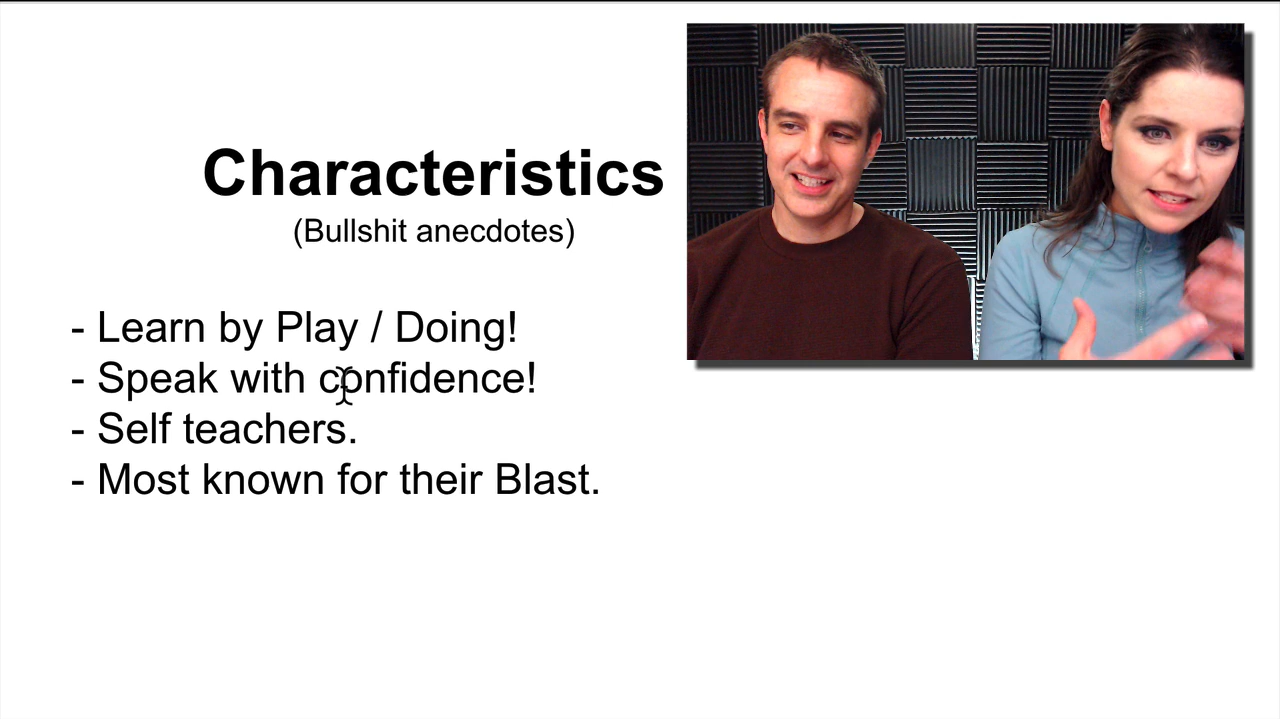 Characteristics
(Bullshit anecdotes)
- Learn by Play / Doing!
- Speak with confidence!
- Self teachers.
- Most known for their Blast.